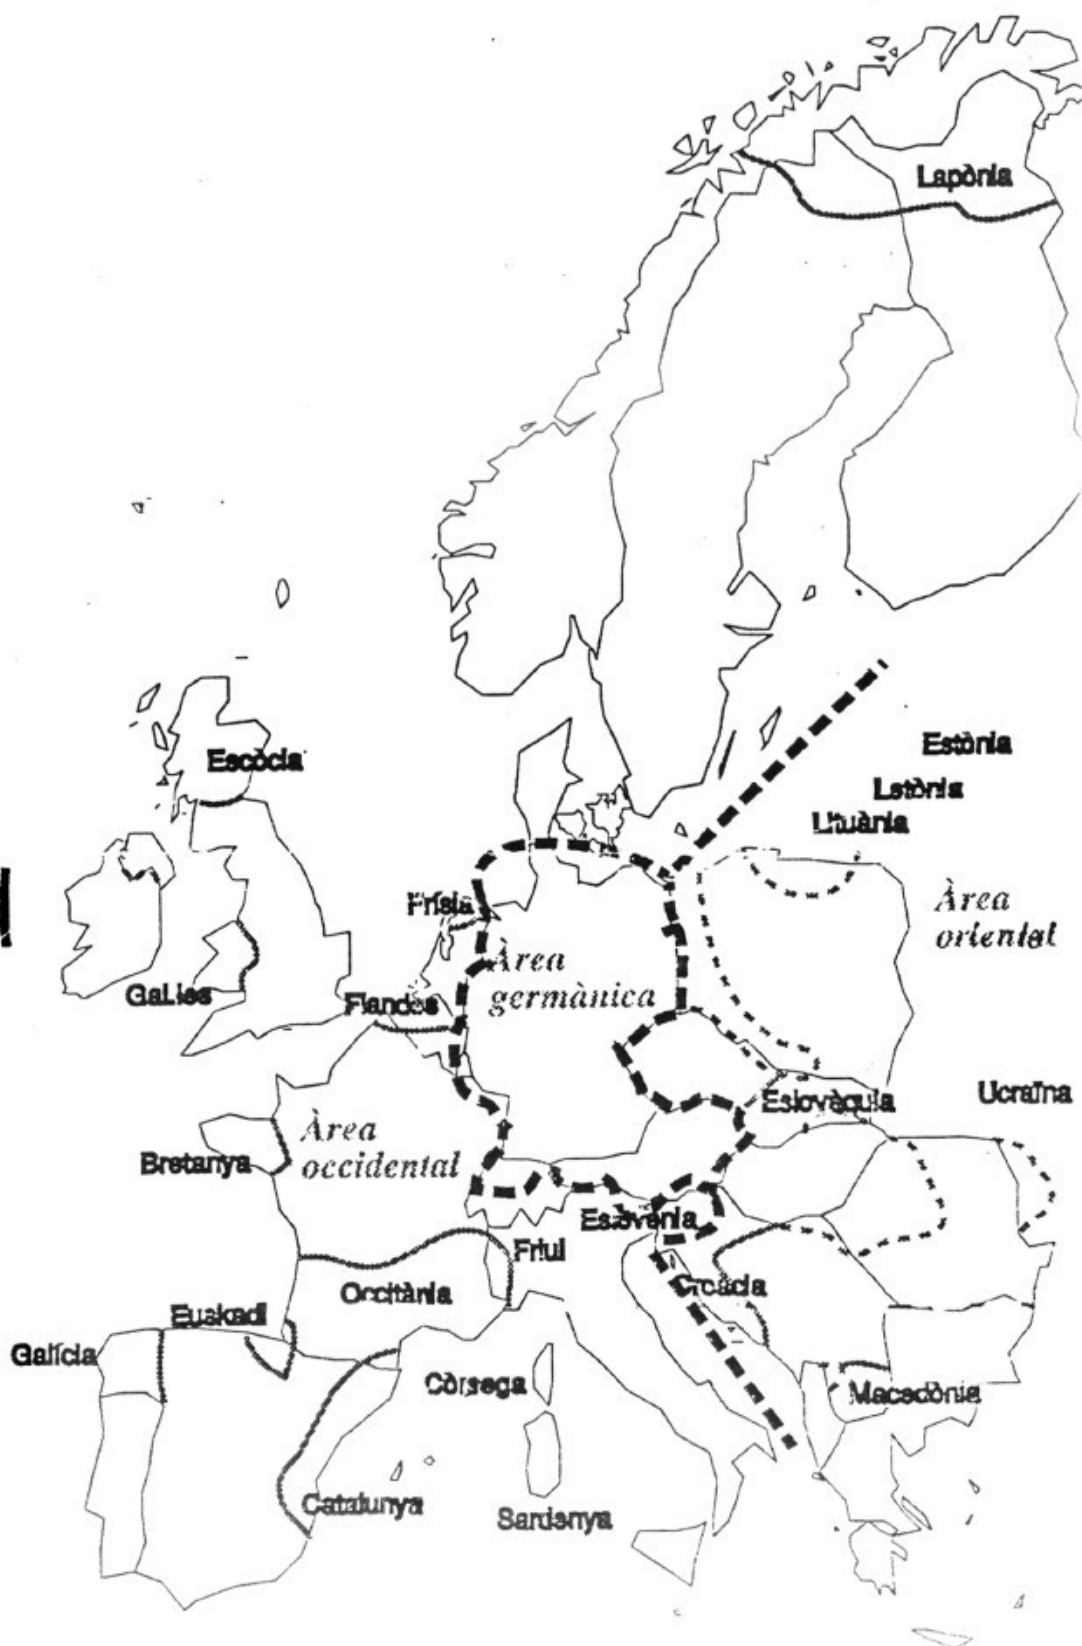 Lapònia
Escòcia
Estònia
Letònia
Lituània
Frísia
Àrea
oriental
Àrea
germànica
Gal.les
Flandes
Eslovàquia
Ucraïna
Àrea
occidental
Bretanya
Eslovènia
Friul
Occitània
Croàcia
Euskadi
Galícia
Còrsega
Macedònia
Catalunya
Sardenya